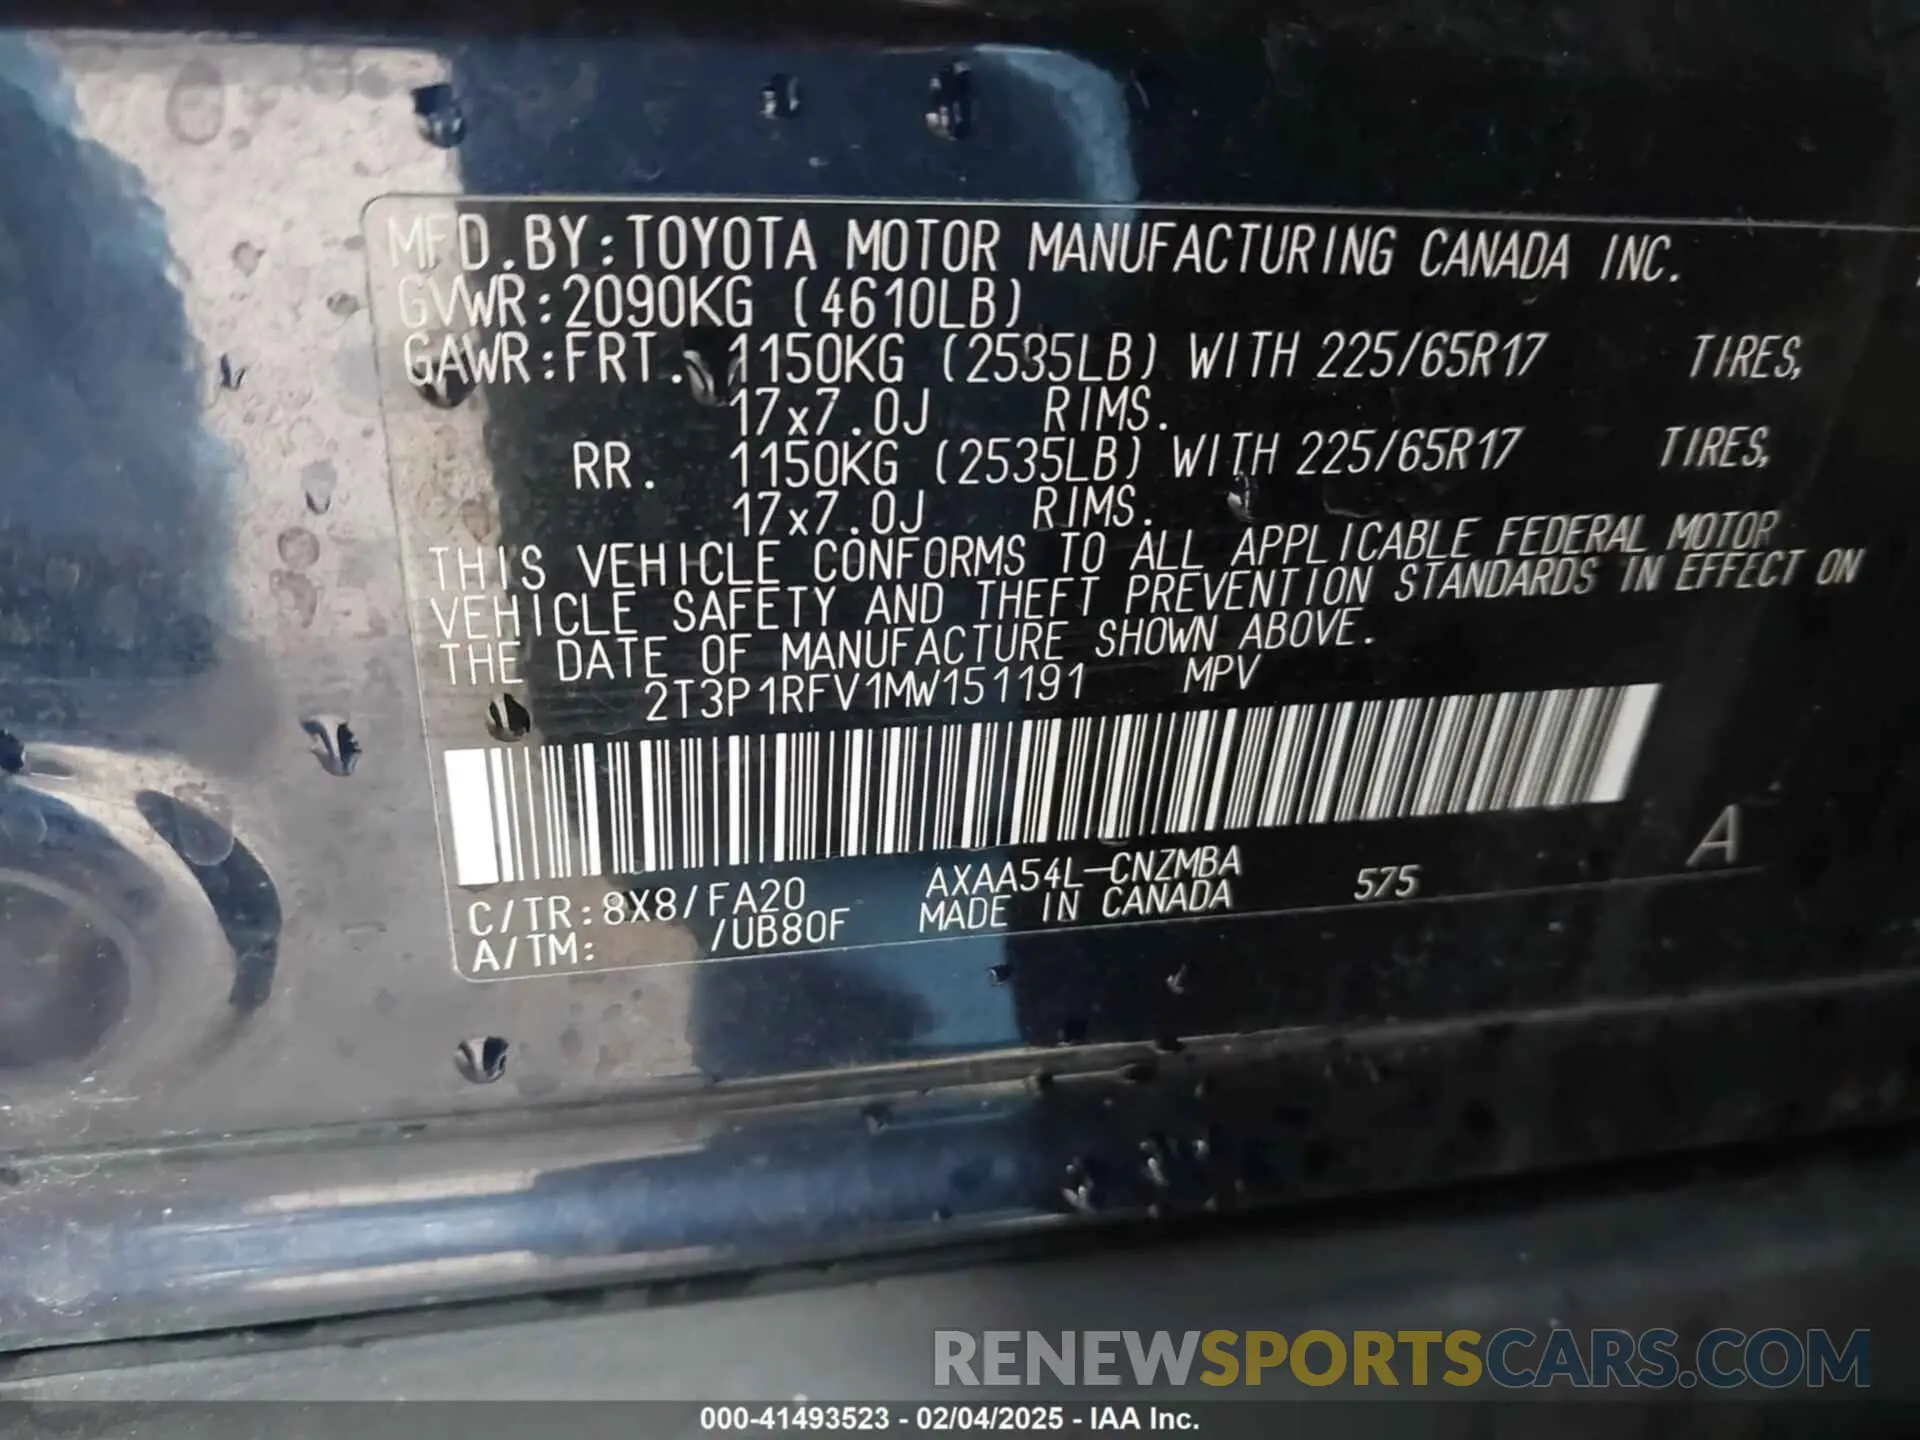 MFD.BY:TOYOTA MOTOR MANUFACTURING CANADA INC.
GVWR:2090KG (4610LB)
GAWR:FRT. 1150KG (2535LB) WITH 225/65R17 TIRES,
17x7.0J RIMS.
RR. 1150KG (2535LB) WITH 225/65R17 TIRES,
17x7.0J RIMS.
THIS VEHICLE CONFORMS TO ALL APPLICABLE FEDERAL MOTOR
VEHICLE SAFETY AND THEFT PREVENTION STANDARDS IN EFFECT ON
THE DATE OF MANUFACTURE SHOWN ABOVE.
2T3P1RFV1MW151191 MPV
A
C/TR:8X8/FA20 AXAA54L-CNZMBA 575
A/TM: /UB80F MADE IN CANADA
RENEWSPORTSCARS.COM
000-41493523 - 02/04/2025 - IAA Inc.